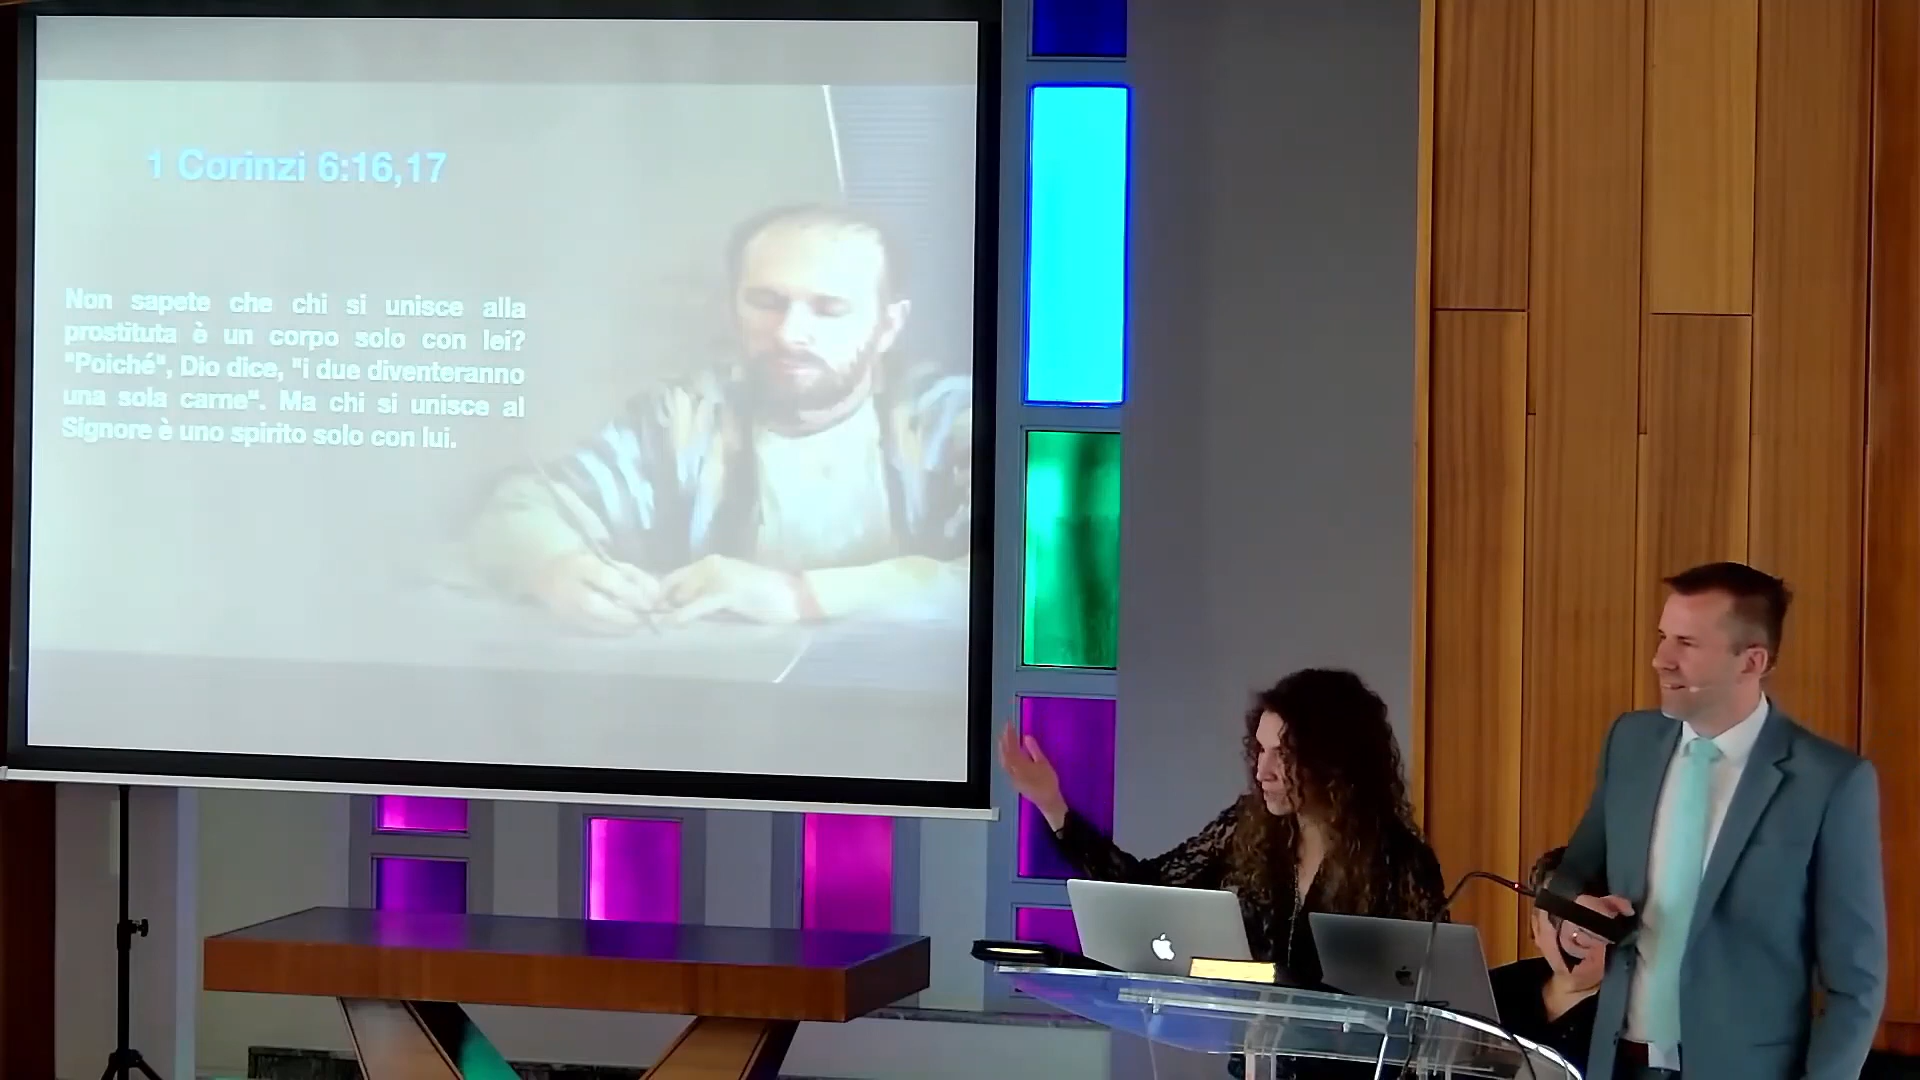 1 Corinzi 6:16,17
Non sapete che chi si unisce alla
prostituta è un corpo solo con lei?
"Poiché", Dio dice, "i due diventeranno
una sola carne". Ma chi si unisce al
Signore è uno spirito solo con lui.